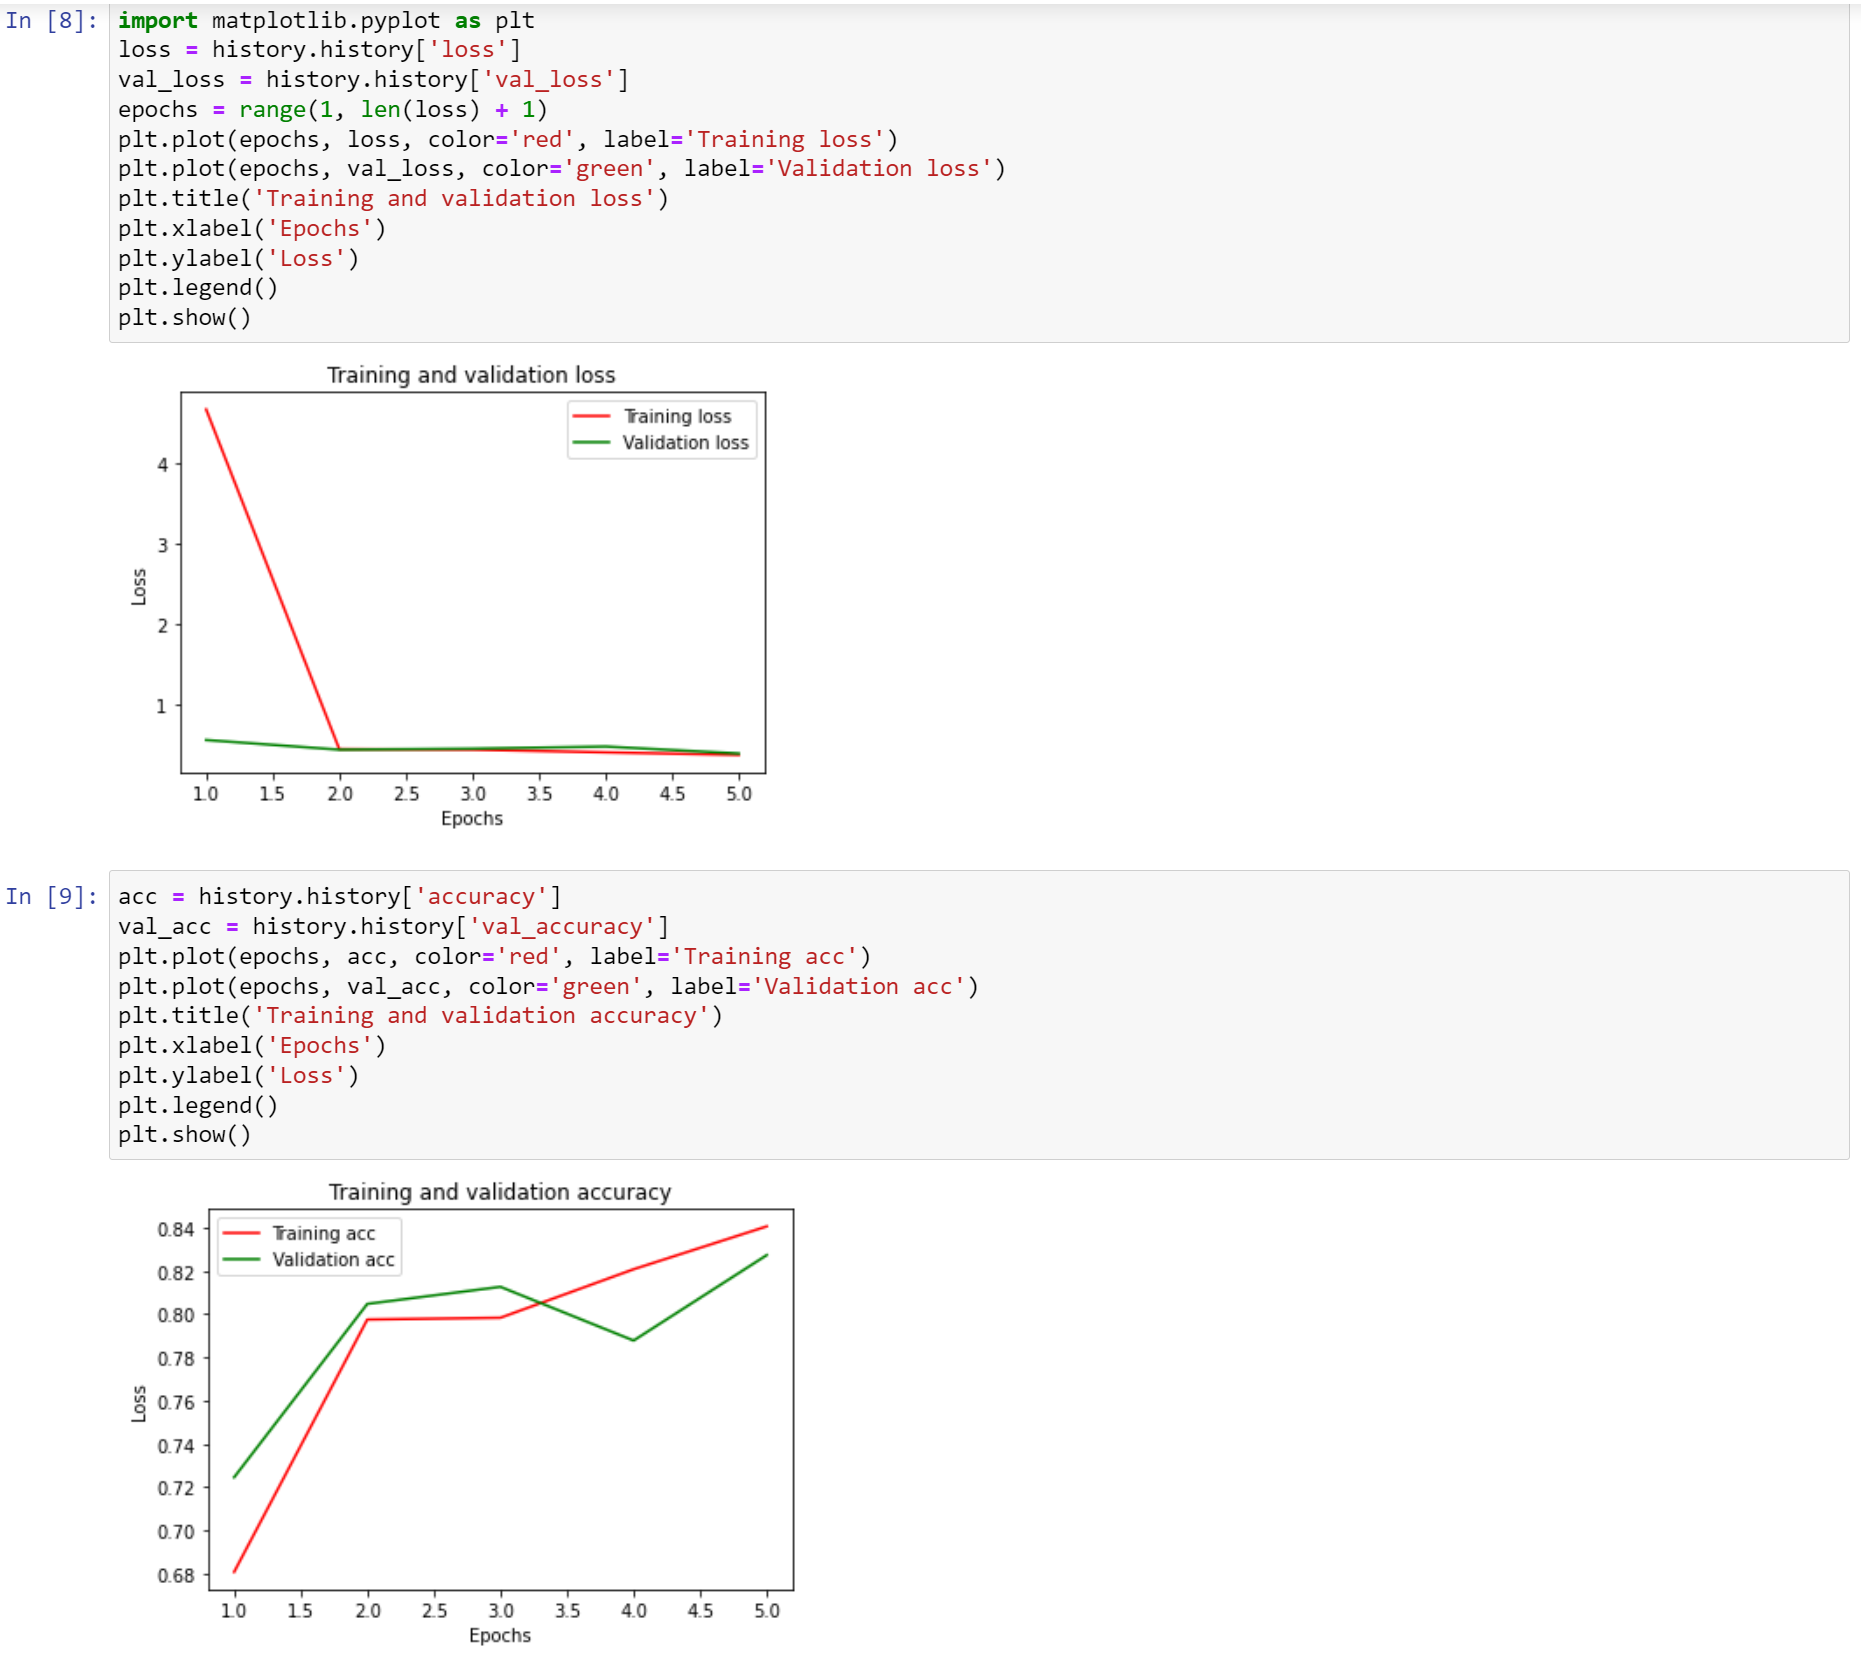 In [8]: import matplotlib.pyplot as plt
loss = history.history['loss']
val_loss = history.history['val_loss']
epochs = range(1, len(loss) + 1)
plt.plot(epochs, loss, color='red', label='Training loss')
plt.plot(epochs, val_loss, color='green', label='Validation loss')
plt.title('Training and validation loss')
plt.xlabel('Epochs')
plt.ylabel('Loss')
plt.legend()
plt.show()
Training and validation loss
Training loss
Validation loss
4
3
2
1
Loss
1.0 1.5 2.0 2.5 3.0 3.5 4.0 4.5 5.0
Epochs
In [9]: acc = history.history['accuracy']
val_acc = history.history['val_accuracy']
plt.plot(epochs, acc, color='red', label='Training acc')
plt.plot(epochs, val_acc, color='green', label='Validation acc')
plt.title('Training and validation accuracy')
plt.xlabel('Epochs')
plt.ylabel('Loss')
plt.legend()
plt.show()
Training and validation accuracy
Training acc
Validation acc
0.84
0.82
0.80
0.78
0.76
0.74
0.72
0.70
0.68
Loss
1.0 1.5 2.0 2.5 3.0 3.5 4.0 4.5 5.0
Epochs